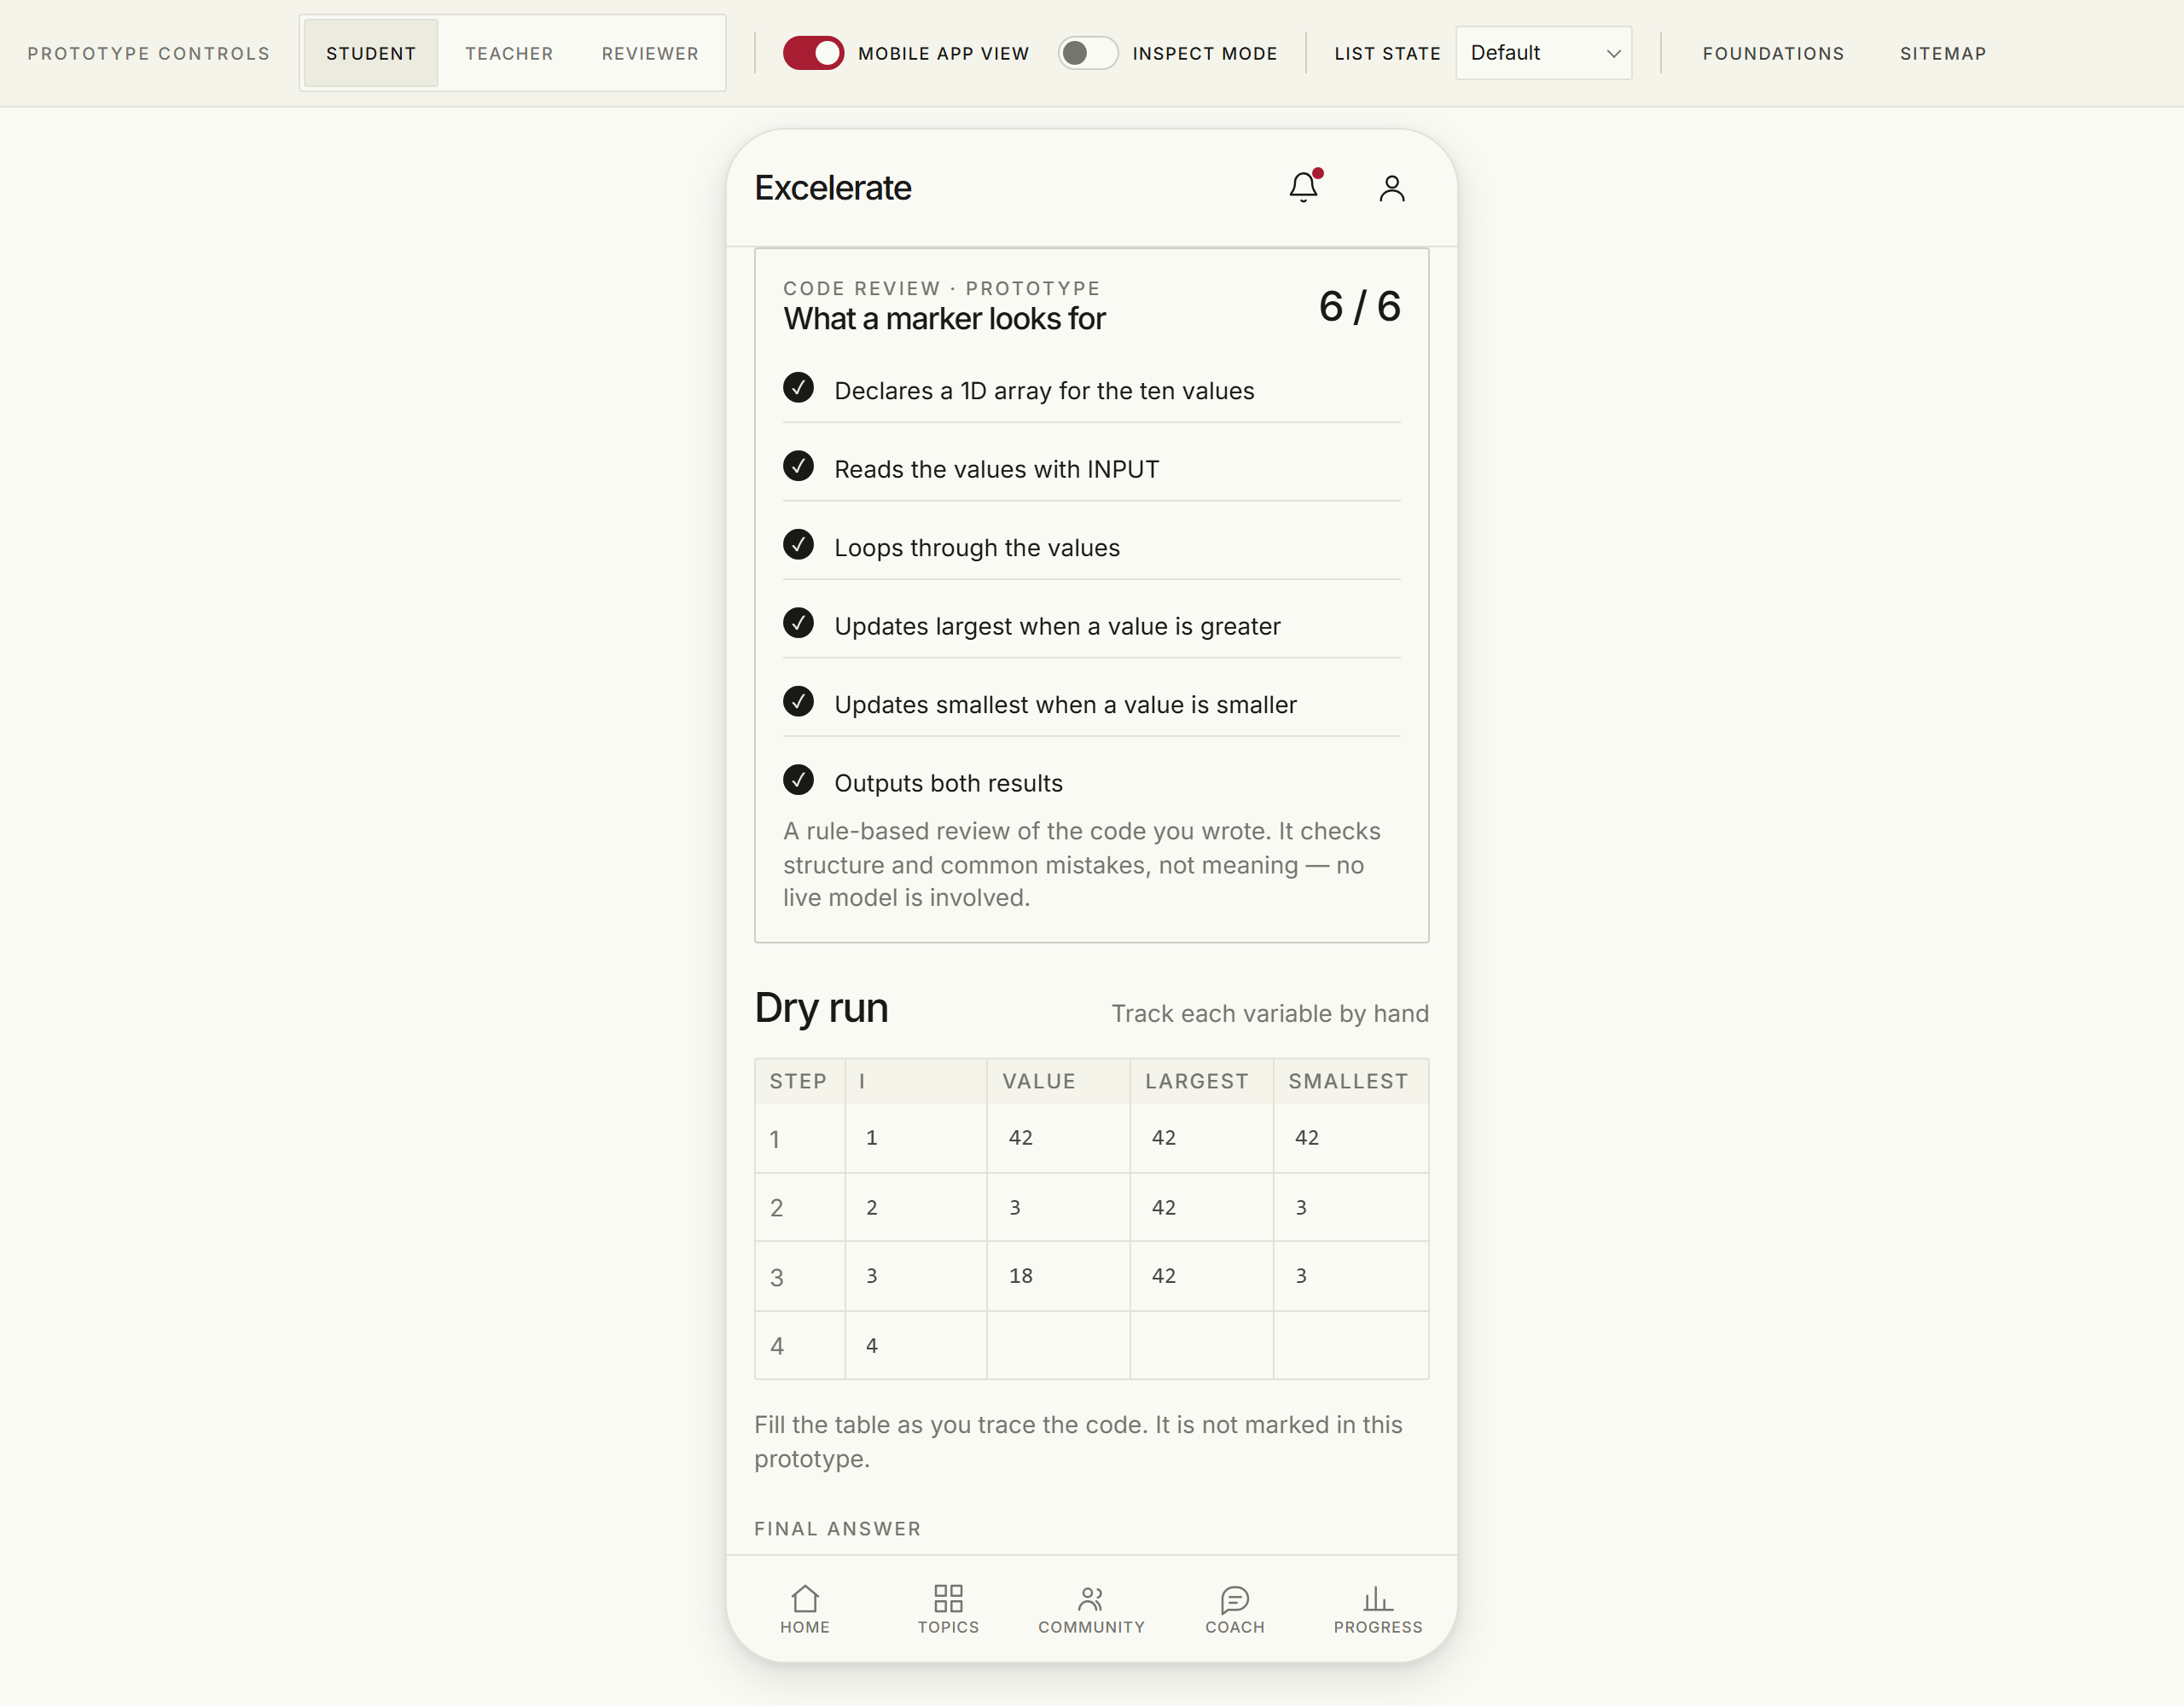 PROTOTYPE CONTROLS STUDENT TEACHER REVIEWER MOBILE APP VIEW INSPECT MODE LIST STATE Default FOUNDATIONS SITEMAP
Excelerate
CODE REVIEW · PROTOTYPE
What a marker looks for
6 / 6
Declares a 1D array for the ten values
Reads the values with INPUT
Loops through the values
Updates largest when a value is greater
Updates smallest when a value is smaller
Outputs both results
A rule-based review of the code you wrote. It checks
structure and common mistakes, not meaning — no
live model is involved.
Dry run Track each variable by hand
STEP I VALUE LARGEST SMALLEST
1 1 42 42 42
2 2 3 42 3
3 3 18 42 3
4 4
Fill the table as you trace the code. It is not marked in this
prototype.
FINAL ANSWER
HOME TOPICS COMMUNITY COACH PROGRESS